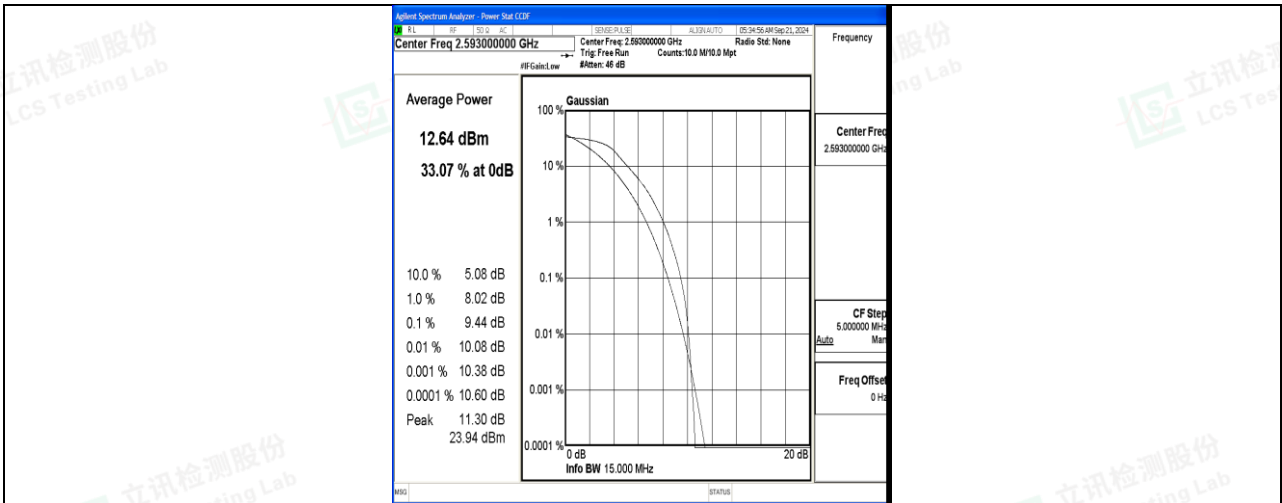 Agilent Spectrum Analyzer - Power Stat CCDF
LXI RL RF 50 Ω AC SENSE:PULSE ALIGN AUTO 05:34:56 AM Sep 21, 2024
Center Freq 2.593000000 GHz
Center Freq: 2.593000000 GHz Radio Std: None
Trig: Free Run Counts:10.0 M/10.0 Mpt
#IFGain:Low #Atten: 46 dB
Frequency
Average Power
12.64 dBm
33.07 % at 0dB
10.0 % 5.08 dB
1.0 % 8.02 dB
0.1 % 9.44 dB
0.01 % 10.08 dB
0.001 % 10.38 dB
0.0001 % 10.60 dB
Peak 11.30 dB
23.94 dBm
Gaussian
100 %
10 %
1 %
0.1 %
0.01 %
0.001 %
0.0001 %
0 dB 20 dB
Info BW 15.000 MHz
Center Freq
2.593000000 GHz
CF Step
5.000000 MHz
Auto Man
Freq Offset
0 Hz
MSG STATUS
立讯检测股份
LCS Testing Lab
立讯检测股份
LCS Testing Lab